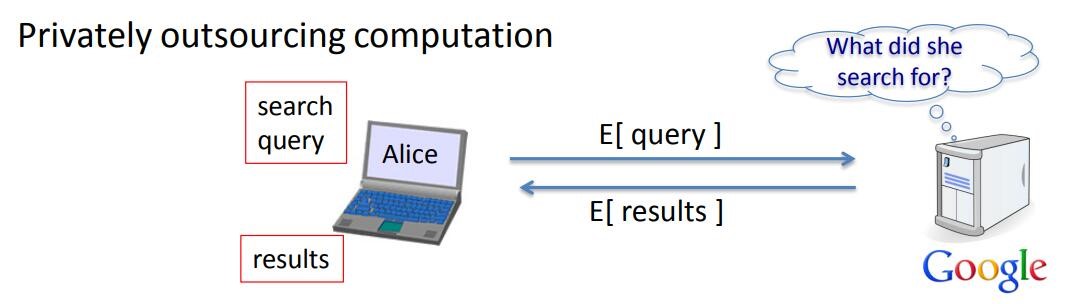 Privately outsourcing computation
What did she
search for?
search
query
Alice
E[ query ]
E[ results ]
results
Google